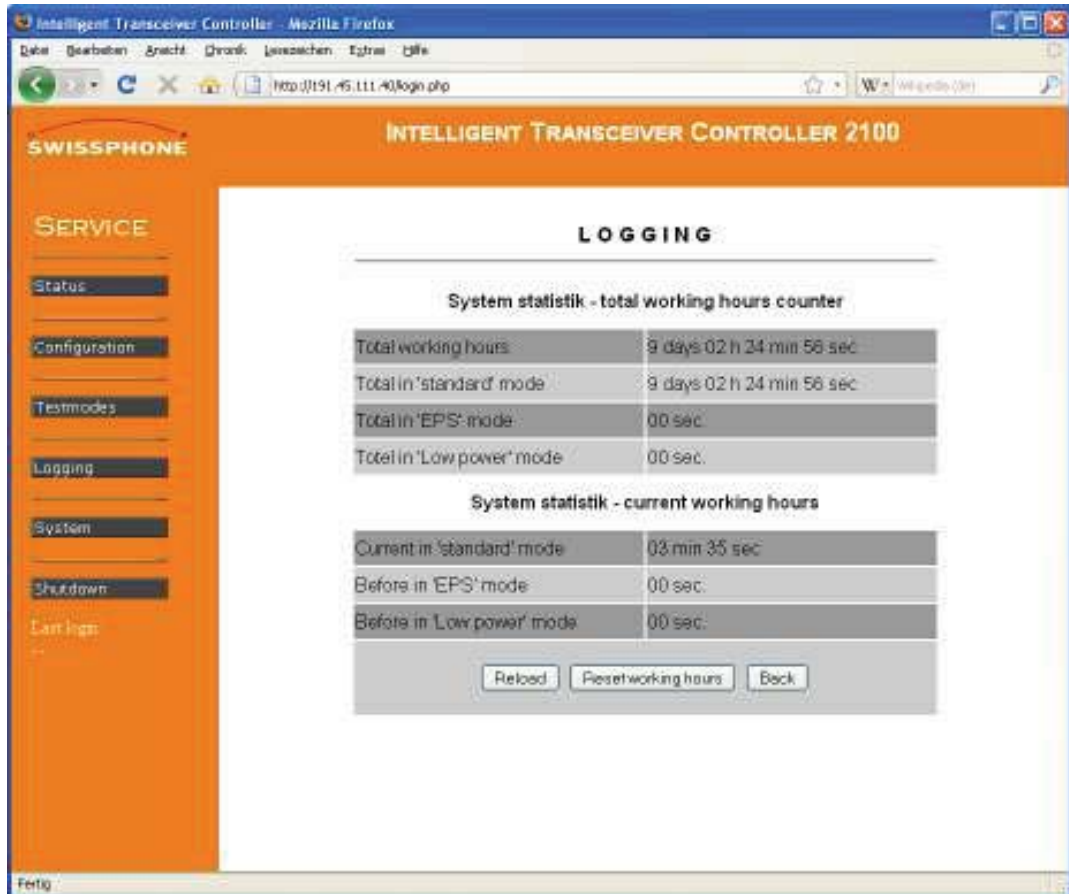 Intelligent Transceiver Controller - Mozilla Firefox
Datei Bearbeiten Ansicht Chronik Lesezeichen Extras Hilfe
http://191.45.111.40/login.php
W Wikipedia (de)
SWISSPHONE
INTELLIGENT TRANSCEIVER CONTROLLER 2100
SERVICE
Status
Configuration
Testmodes
Logging
System
Shutdown
Last login
--
LOGGING
System statistik - total working hours counter
Total working hours 9 days 02 h 24 min 56 sec
Total in 'standard' mode 9 days 02 h 24 min 56 sec
Total in 'EPS' mode 00 sec.
Totel in 'Low power' mode 00 sec.
System statistik - current working hours
Current in 'standard' mode 03 min 35 sec
Before in 'EPS' mode 00 sec.
Before in 'Low power' mode 00 sec.
Reload Reset working hours Back
Fertig